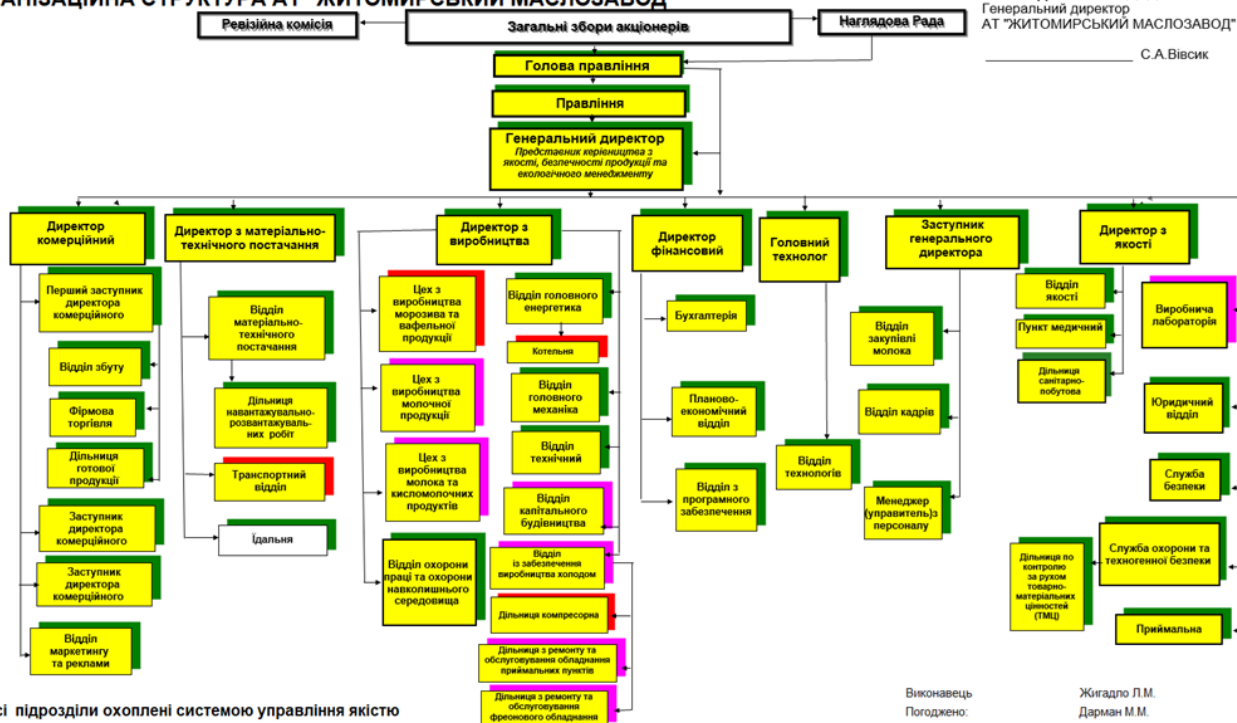 АНІЗАЦІЙНА СТРУКТУРА АТ "ЖИТОМИРСЬКИЙ МАСЛОЗАВОД"
Генеральний директор
АТ "ЖИТОМИРСЬКИЙ МАСЛОЗАВОД"
С.А.Вівсик
Ревізійна комісія
Загальні збори акціонерів
Наглядова Рада
Голова правління
Правління
Генеральний директор
Представник керівництва з
якості, безпечності продукції та
екологічного менеджменту
Директор
комерційний
Директор з матеріально-
технічного постачання
Директор з
виробництва
Директор
фінансовий
Головний
технолог
Заступник
генерального
директора
Директор з
якості
Перший заступник
директора
комерційного
Відділ збуту
Фірмова
торгівля
Дільниця
готової
продукції
Заступник
директора
комерційного
Заступник
директора
комерційного
Відділ
маркетингу
та реклами
Відділ
матеріально-
технічного
постачання
Дільниця
навантажувально-
розвантажуваль-
них робіт
Транспортний
відділ
Їдальня
Цех з
виробництва
морозива та
вафельної
продукції
Цех з
виробництва
молочної
продукції
Цех з
виробництва
молока та
кисломолочних
продуктів
Відділ охорони
праці та охорони
навкопишнього
середовища
Відділ головного
енергетика
Котельня
Відділ
головного
механіка
Відділ
технічний
Відділ
капітального
будівництва
Відділ
із забезпечення
виробництва холодом
Дільниця компресорна
Дільниця з ремонту та
обслуговування обладнання
приймальних пунктів
Дільниця з ремонту та
обслуговування
фреонового обладнання
Бухгалтерія
Планово-
економічний
відділ
Відділ з
програмного
забезпечення
Відділ
технологів
Відділ
закупівлі
молока
Відділ кадрів
Менеджер
(управитель)з
персоналу
Відділ
якості
Пункт медичний
Дільниця
санітарно-
побутова
Виробнича
лабораторія
Юридичний
відділ
Служба
безпеки
Служба охорони та
техногенної безпеки
Дільниця по
контролю
за рухом
товарно-
матеріальних
цінностей
(ТМЦ)
Приймальна
сі підрозділи охоплені системою управління якістю
Виконавець Жигадло Л.М.
Погоджено: Дарман М.М.